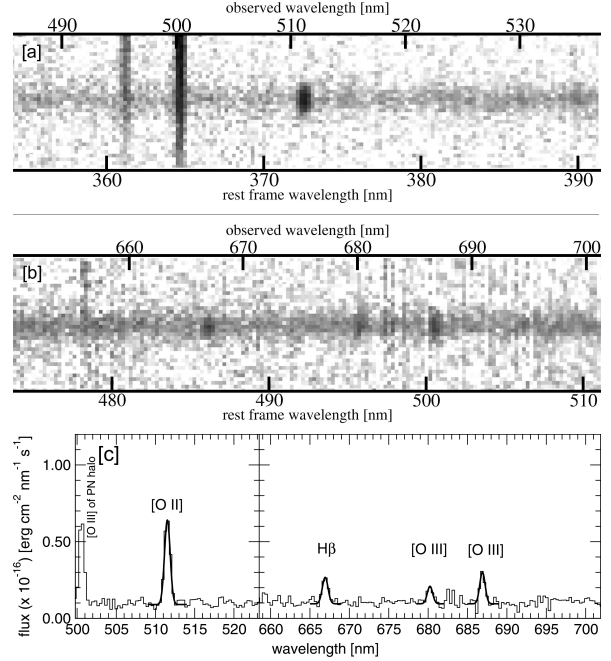 observed wavelength [nm]
490 500 510 520 530
[a]
360 370 380 390
rest frame wavelength [nm]
observed wavelength [nm]
660 670 680 690 700
[b]
480 490 500 510
rest frame wavelength [nm]
[c]
[O III] of PN halo
[O II]
Hβ
[O III]
[O III]
flux (x 10⁻¹⁶) [erg cm⁻² nm⁻¹ s⁻¹]
1.00
0.50
0.00
500 505 510 515 520 660 665 670 675 680 685 690 695 700
wavelength [nm]